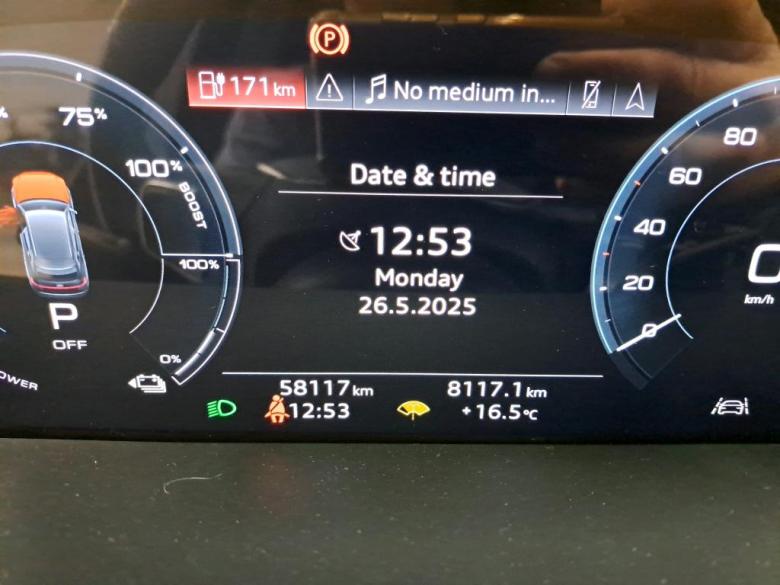 P
171 km
No medium in...
75%
100%
BOOST
100%
P
OFF
0%
Date & time
12:53
Monday
26.5.2025
80
60
40
20
0
km/h
58117 km
8117.1 km
12:53
+16.5°C